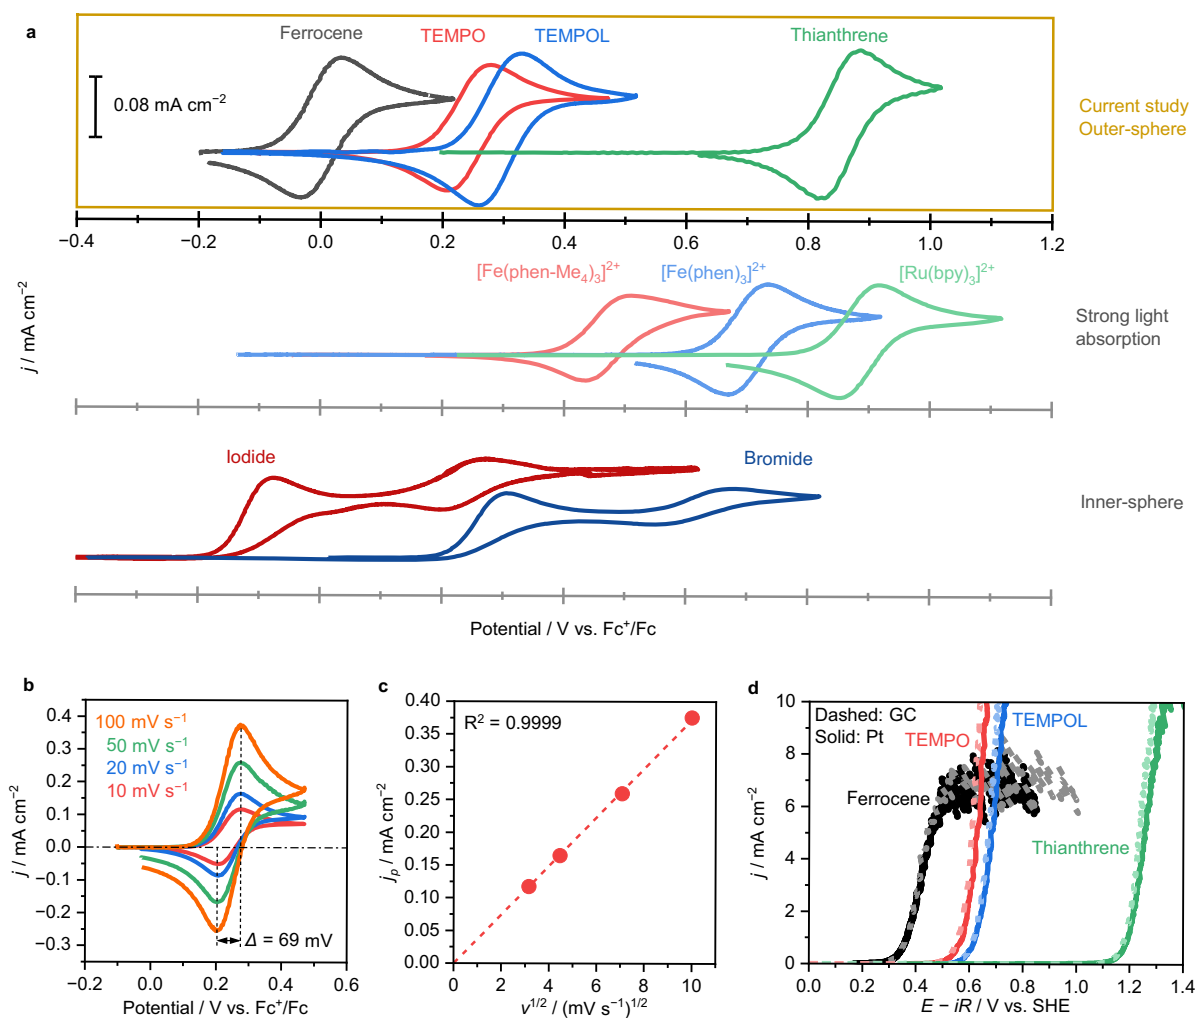 a
Ferrocene
TEMPO
TEMPOL
Thianthrene
0.08 mA cm⁻²
Current study
Outer-sphere
−0.4
−0.2
0.0
0.2
0.4
0.6
0.8
1.0
1.2
[Fe(phen-Me₄)₃]²⁺
[Fe(phen)₃]²⁺
[Ru(bpy)₃]²⁺
Strong light
absorption
j / mA cm⁻²
Iodide
Bromide
Inner-sphere
Potential / V vs. Fc⁺/Fc
b
100 mV s⁻¹
50 mV s⁻¹
20 mV s⁻¹
10 mV s⁻¹
0.4
0.3
0.2
0.1
0.0
−0.1
−0.2
−0.3
j / mA cm⁻²
Δ = 69 mV
−0.2
0.0
0.2
0.4
0.6
Potential / V vs. Fc⁺/Fc
c
R² = 0.9999
0.40
0.35
0.30
0.25
0.20
0.15
0.10
0.05
0.00
jₚ / mA cm⁻²
0
2
4
6
8
10
v¹ᐟ² / (mV s⁻¹)¹ᐟ²
d
Dashed: GC
Solid: Pt
TEMPO
TEMPOL
Ferrocene
Thianthrene
10
8
6
4
2
0
j / mA cm⁻²
0.0
0.2
0.4
0.6
0.8
1.0
1.2
1.4
E − iR / V vs. SHE